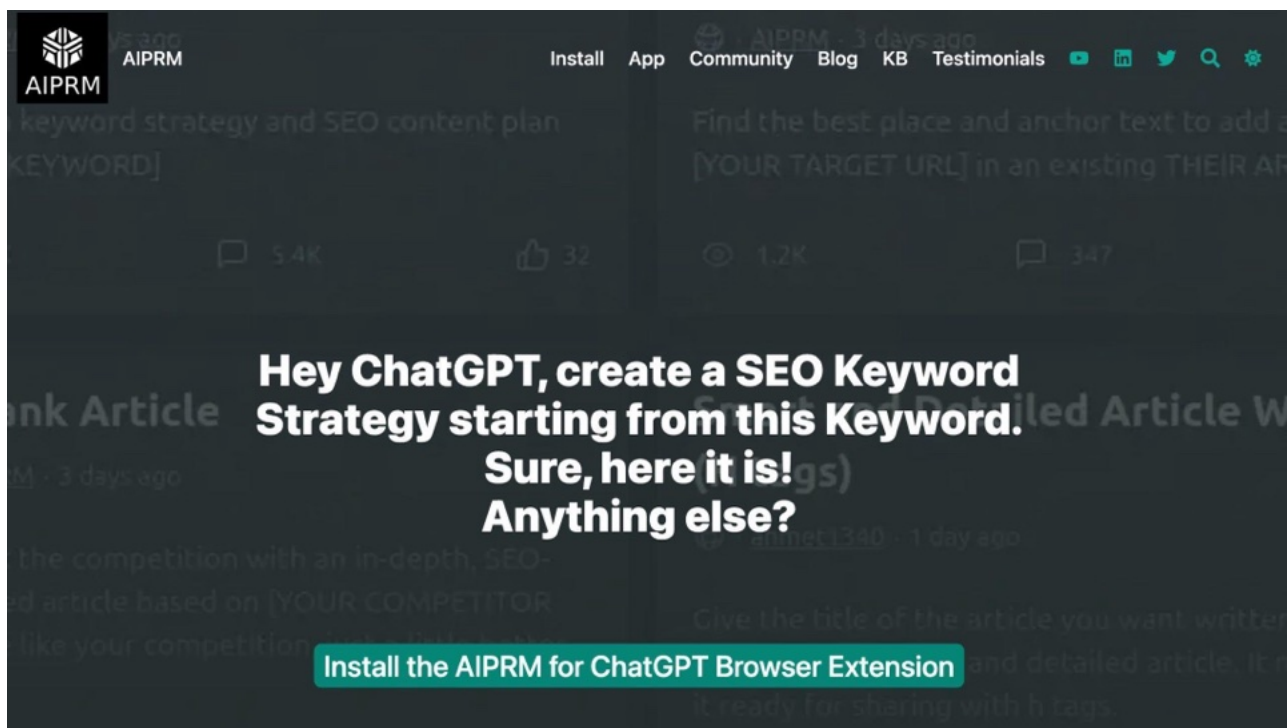 AIPRM
AIPRM
Install App Community Blog KB Testimonials
days ago
AIPRM · 3 days ago
keyword strategy and SEO content plan
KEYWORD]
Find the best place and anchor text to add a
[YOUR TARGET URL] in an existing THEIR AR
5.4K
32
1.2K
347
Hey ChatGPT, create a SEO Keyword
Strategy starting from this Keyword.
Sure, here it is!
Anything else?
ank Article
Detailed Article W
tags)
3 days ago
ahmet1340 · 1 day ago
the competition with an in-depth, SEO-
ed article based on [YOUR COMPETITOR
like your competition
Give the title of the article you want written
and detailed article. It
it ready for sharing with h tags.
Install the AIPRM for ChatGPT Browser Extension